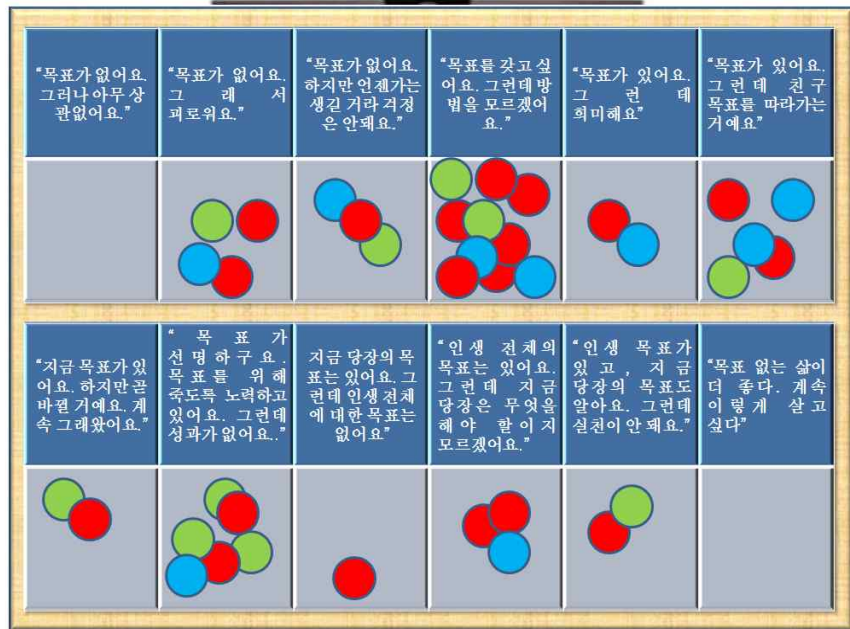 “목표가 없어요.
그러나 아무 상
관없어요.”
“목표가 없어요.
그 래 서
괴로워요.”
“목표가 없어요.
하지만 언젠가는
생길 거라 걱정
은 안돼요.”
“목표를 갖고 싶
어요. 그런데 방
법을 모르겠어
요.”
“목표가 있어요.
그 런 데
희미해요”
“목표가 있어요.
그런데 친구
목표를 따라가는
거예요”
“지금 목표가 있
어요. 하지만 곧
바뀔 거예요. 계
속 그래왔어요.”
“ 목 표 가
선명하구요.
목표를 위해
죽도록 노력하고
있어요. 그런데
성과가 없어요..”
지금 당장의 목
표는 있어요. 그
런데 인생 전체
에 대한 목표는
없어요”
“인생 전체의
목표는 있어요.
그런데 지금
당장은 무엇을
해야 할이지
모르겠어요.”
“인생 목표가
있고, 지금
당장의 목표도
알아요. 그런데
실천이 안 돼요.”
“목표 없는 삶이
더 좋다. 계속
이렇게 살고
싶다”